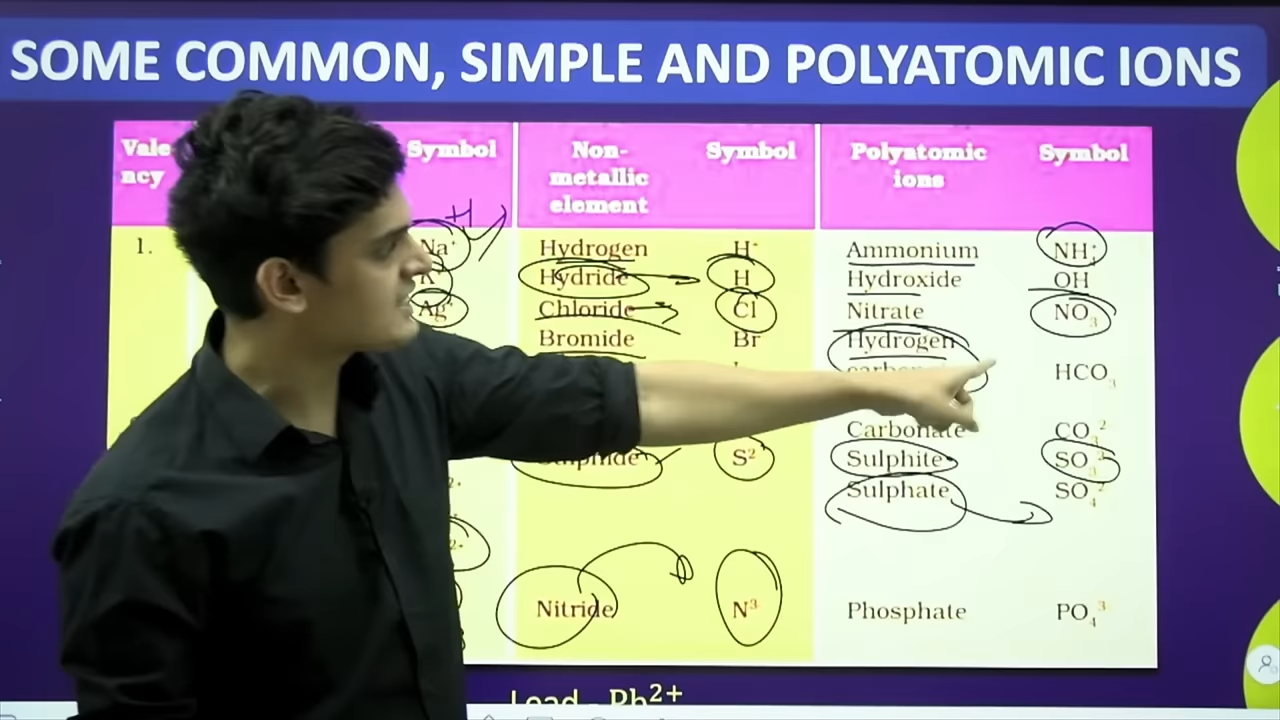 SOME COMMON, SIMPLE AND POLYATOMIC IONS
Vale
ncy
Symbol
Non-
metallic
element
Symbol
Polyatomic
ions
Symbol
1.
Na⁺
Hydrogen
H⁺
Ammonium
NH₄⁺
K⁺
Hydride
H
Hydroxide
OH
Ag⁺
Chloride
Cl
Nitrate
NO₃
Bromide
Br
Hydrogen
HCO₃
Carbonate
CO₃²
Sulphide
S²
Sulphite
SO₃²
Sulphate
SO₄²
Nitride
N³
Phosphate
PO₄³
Lead - Pb²⁺